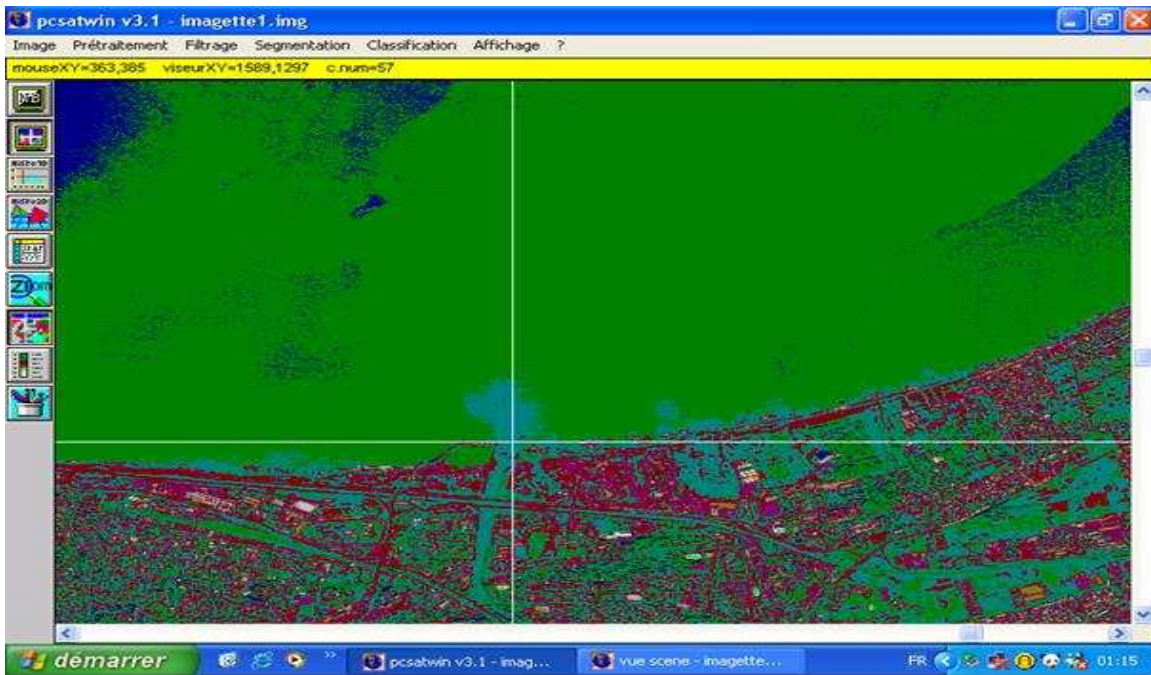 pcsatwin v3.1 - imagette1.img
Image Prétraitement Filtrage Segmentation Classification Affichage ?
mouseXY=363,385 viseurXY=1589,1297 c.num=57
Zoom
démarrer pcsatwin v3.1 - imag... vue scene - imagette... FR 01:15